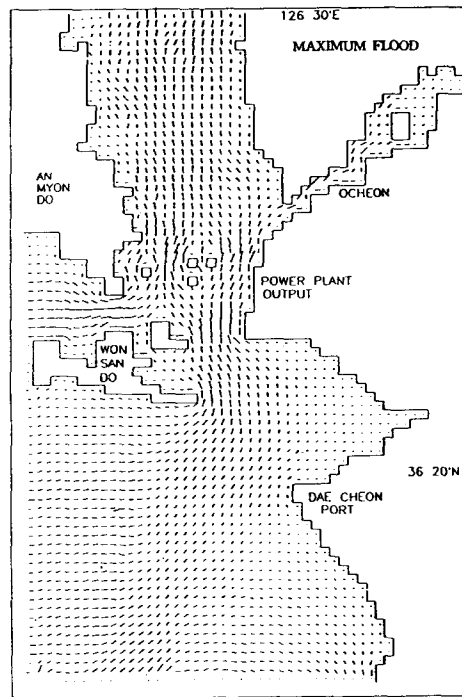 126 30'E
MAXIMUM FLOOD
AN
MYON
DO
OCHEON
POWER PLANT
OUTPUT
WON
SAN
DO
36 20'N
DAE CHEON
PORT